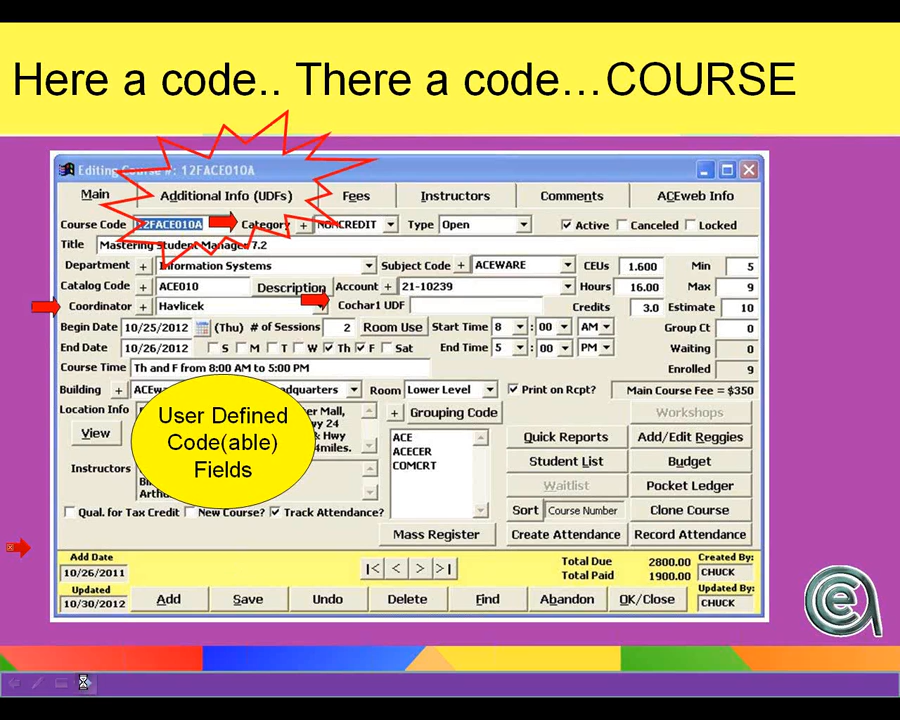 Here a code.. There a code…COURSE
Editing Course #: 12FACE010A
Main Additional Info (UDFs) Fees Instructors Comments ACEweb Info
Course Code 12FACE010A Category + NONCREDIT Type Open Active Canceled Locked
Title Mastering Student Manager 7.2
Department + Information Systems Subject Code + ACEWARE CEUs 1.600 Min 5
Catalog Code + ACE010 Description Account + 21-10239 Hours 16.00 Max 9
Coordinator + Havlicek Cochar1 UDF Credits 3.0 Estimate 10
Begin Date 10/25/2012 (Thu) # of Sessions 2 Room Use Start Time 8 : 00 AM Group Ct 0
End Date 10/26/2012 S M T W Th F Sat End Time 5 : 00 PM Waiting 0
Course Time Th and F from 8:00 AM to 5:00 PM Enrolled 9
Building + Room Lower Level Print on Rcpt? Main Course Fee = $350
Location Info + Grouping Code Workshops
User Defined
Code(able)
Fields
View
ACE
ACECER
COMCRT
Quick Reports Add/Edit Reggies
Student List Budget
Instructors
Waitlist Pocket Ledger
Sort Course Number Clone Course
Qual. for Tax Credit New Course? Track Attendance?
Mass Register Create Attendance Record Attendance
Add Date
10/26/2011
|< < > >|
Total Due 2800.00
Total Paid 1900.00
Created By:
CHUCK
Updated
10/30/2012
Add Save Undo Delete Find Abandon OK/Close
Updated By:
CHUCK